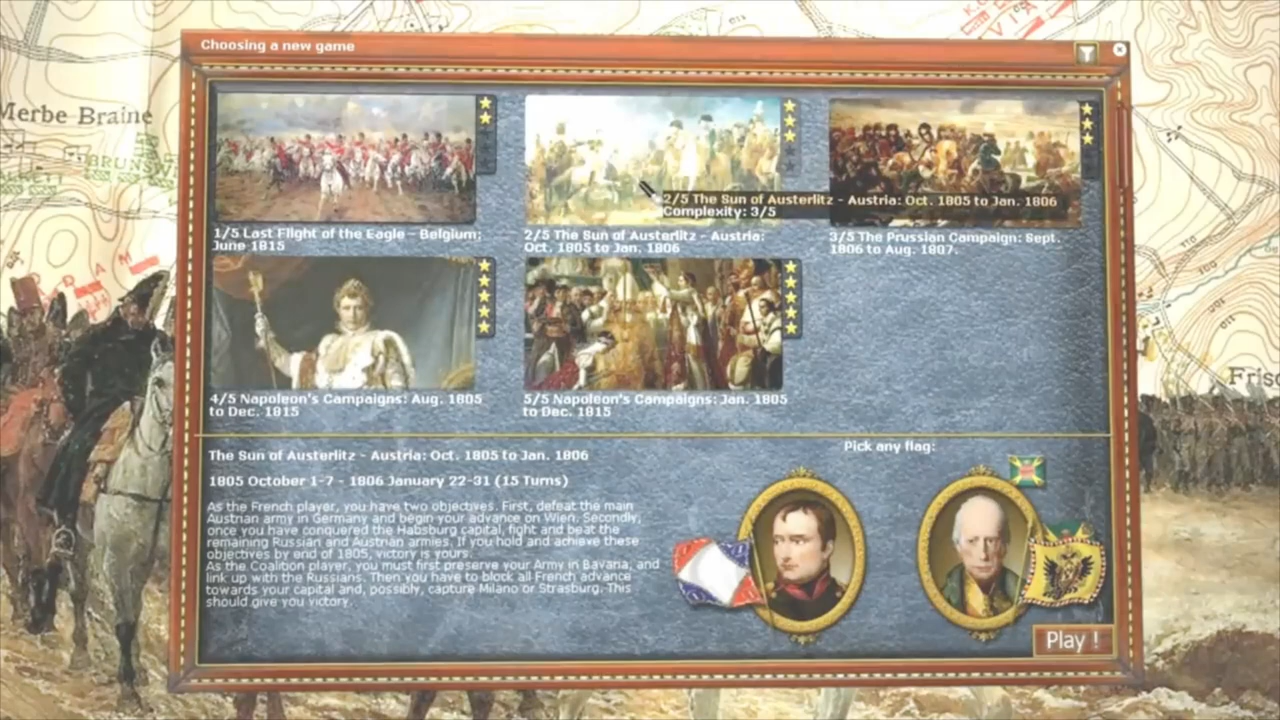 Choosing a new game
Merbe Braine
1/5 Last Flight of the Eagle - Belgium;
June 1815
2/5 The Sun of Austerlitz - Austria:
Oct. 1805 to Jan. 1806
2/5 The Sun of Austerlitz - Austria: Oct. 1805 to Jan. 1806
Complexity: 3/5
3/5 The Prussian Campaign: Sept.
1806 to Aug. 1807.
4/5 Napoleon's Campaigns: Aug. 1805
to Dec. 1815
5/5 Napoleon's Campaigns: Jan. 1805
to Dec. 1815
The Sun of Austerlitz - Austria: Oct. 1805 to Jan. 1806
1805 October 1-7 - 1806 January 22-31 (15 Turns)
As the French player, you have two objectives. First, defeat the main
Austrian army in Germany and begin your advance on Wien. Secondly,
once you have conquered the Habsburg capital, fight and beat the
remaining Russian and Austrian armies. If you hold and achieve these
objectives by end of 1805, victory is yours.
As the Coalition player, you must first preserve your Army in Bavaria, and
link up with the Russians. Then you have to block all French advance
towards your capital and, possibly, capture Milano or Strasburg. This
should give you victory.
Pick any flag:
Play !